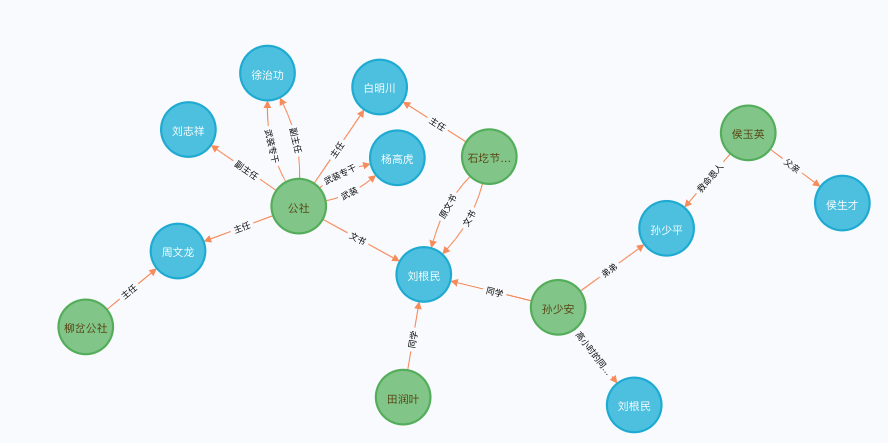 徐治功
白明川
刘志祥
武装专干
副主任
主任
主任
侯玉英
副主任
杨高虎
石圪节...
武装专干
父亲
救命恩人
武装
公社
原文书
文书
侯生才
主任
文书
孙少平
周文龙
弟弟
刘根民
主任
同学
孙少安
柳岔公社
同学
高小时的同...
田润叶
刘根民